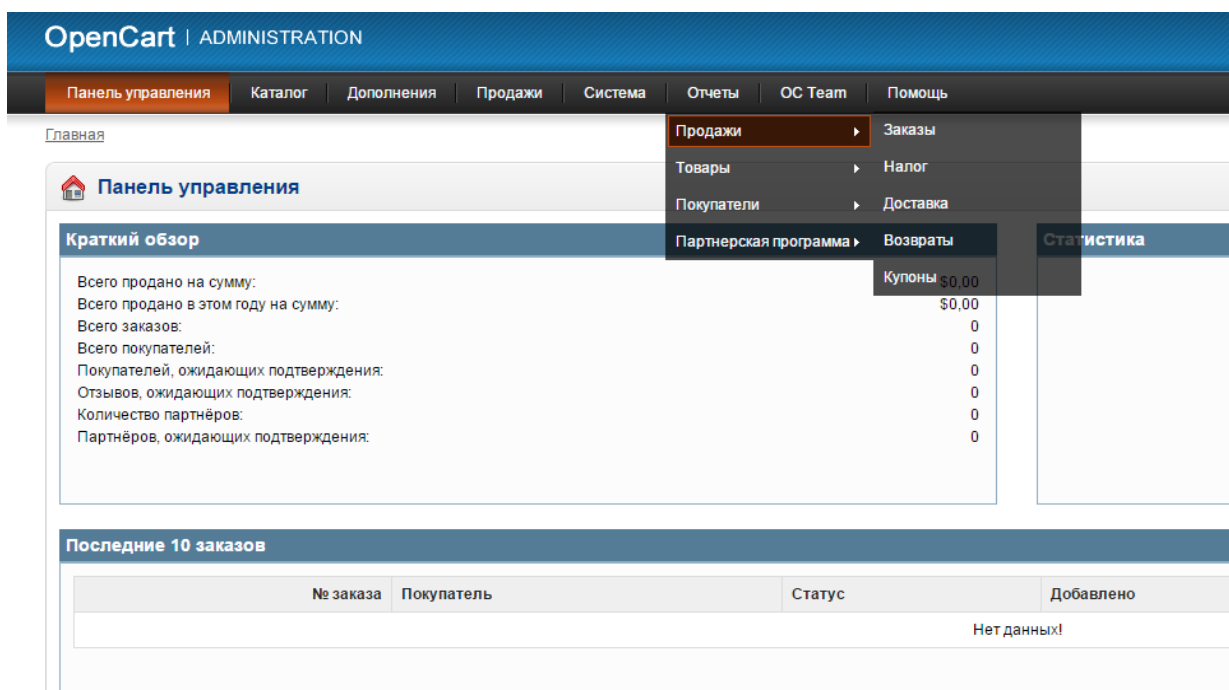 OpenCart | ADMINISTRATION
Панель управления Каталог Дополнения Продажи Система Отчеты OC Team Помощь
Главная
Продажи Заказы
Товары Налог
Покупатели Доставка
Партнерская программа Возвраты
Купоны
Панель управления
Краткий обзор
Всего продано на сумму: $0,00
Всего продано в этом году на сумму: $0,00
Всего заказов: 0
Всего покупателей: 0
Покупателей, ожидающих подтверждения: 0
Отзывов, ожидающих подтверждения: 0
Количество партнёров: 0
Партнёров, ожидающих подтверждения: 0
Статистика
Последние 10 заказов
№ заказа Покупатель Статус Добавлено
Нет данных!